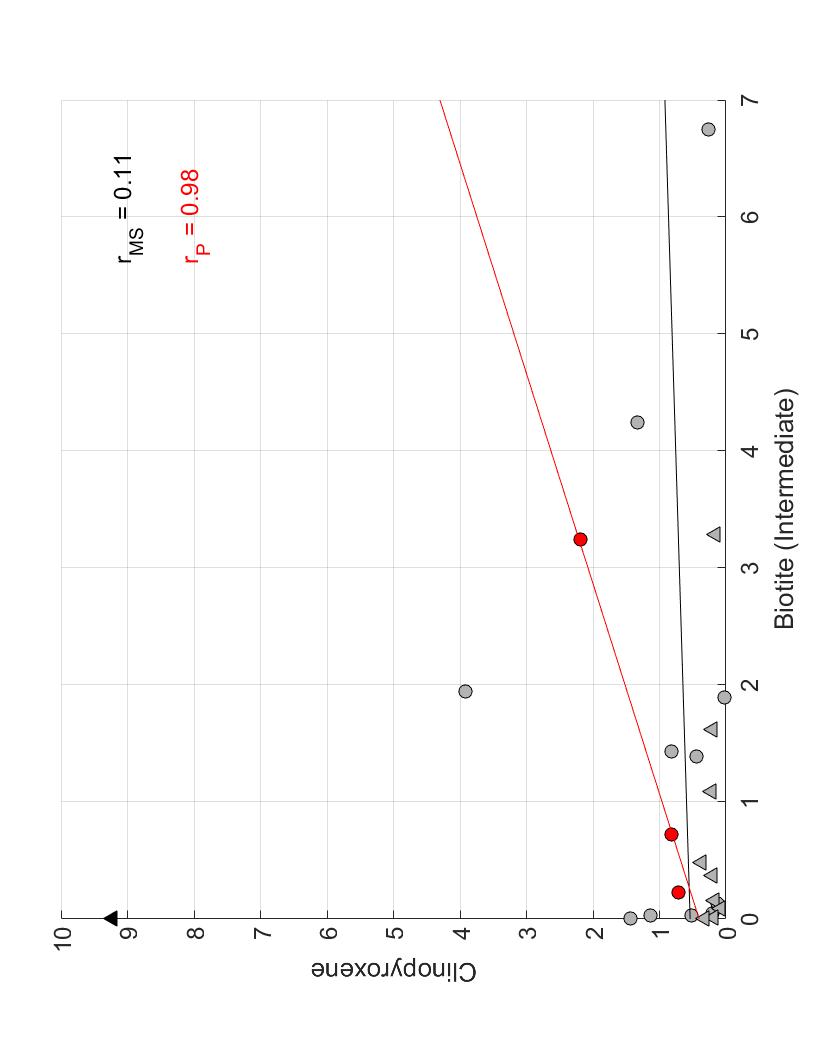 10
9
8
7
6
5
4
3
2
1
0
r_MS = 0.11
r_P = 0.98
Clinopyroxene
0 1 2 3 4 5 6 7
Biotite (Intermediate)